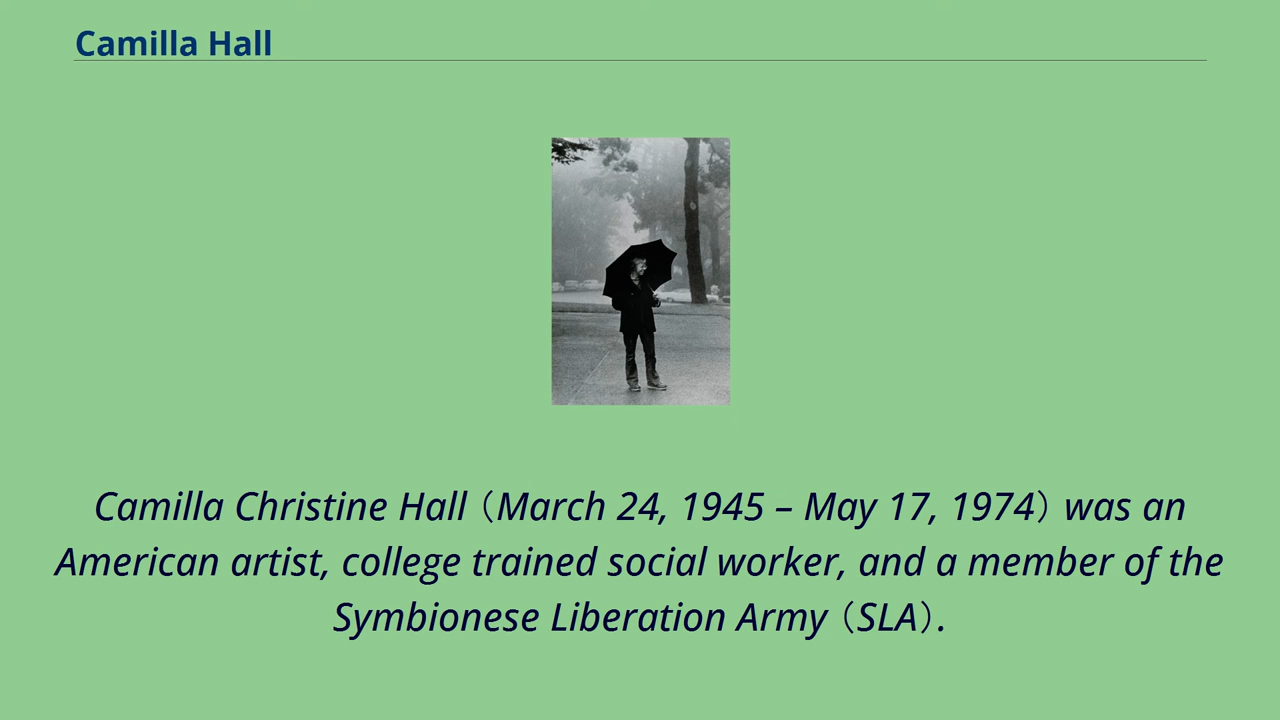 Camilla Hall
Camilla Christine Hall (March 24, 1945 – May 17, 1974) was an
American artist, college trained social worker, and a member of the
Symbionese Liberation Army (SLA).